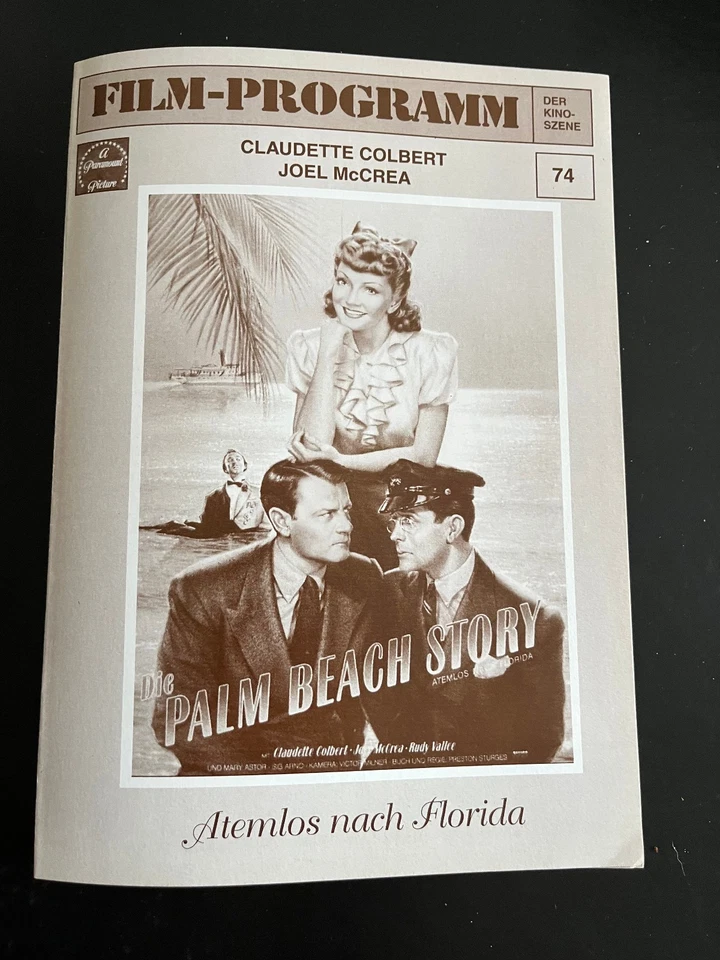 FILM-PROGRAMM
DER
KINO-
SZENE
A
Paramount
Picture
CLAUDETTE COLBERT
JOEL McCREA
74
Die
PALM BEACH STORY
ATEMLOS NACH FLORIDA
Claudette Colbert · Joel McCrea · Rudy Vallee
UND MARY ASTOR · SIG ARNO · KAMERA: VICTOR MILNER · BUCH UND REGIE: PRESTON STURGES
Atemlos nach Florida